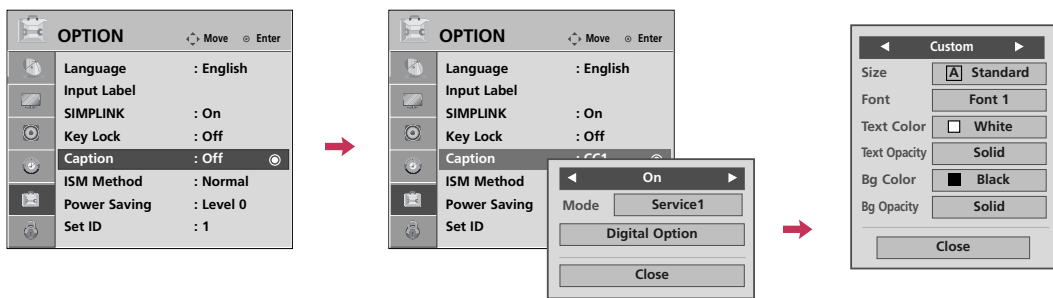 OPTION Move Enter
Language : English
Input Label
SIMPLINK : On
Key Lock : Off
Caption : Off
ISM Method : Normal
Power Saving : Level 0
Set ID : 1
OPTION Move Enter
Language : English
Input Label
SIMPLINK : On
Key Lock : Off
Caption : CC1
ISM Method
Power Saving
Set ID
On
Mode Service1
Digital Option
Close
Custom
Size A Standard
Font Font 1
Text Color White
Text Opacity Solid
Bg Color Black
Bg Opacity Solid
Close